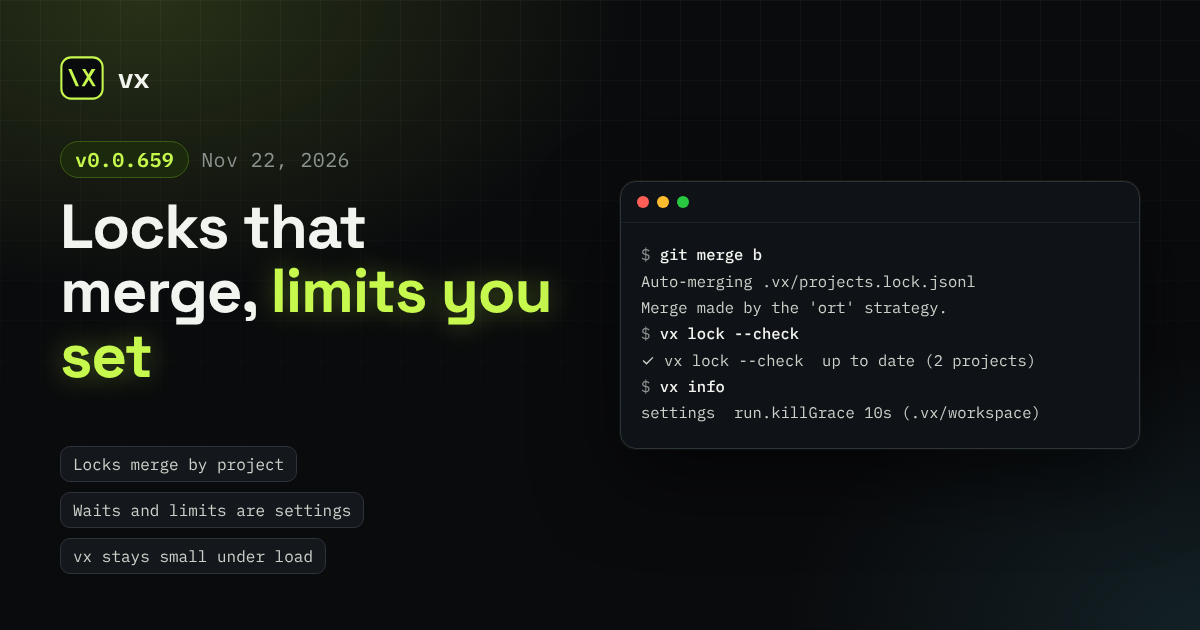 \X vx
v0.0.659 Nov 22, 2026
Locks that
merge, limits you
set
Locks merge by project
Waits and limits are settings
vx stays small under load
$ git merge b
Auto-merging .vx/projects.lock.jsonl
Merge made by the 'ort' strategy.
$ vx lock --check
✓ vx lock --check  up to date (2 projects)
$ vx info
settings  run.killGrace 10s (.vx/workspace)